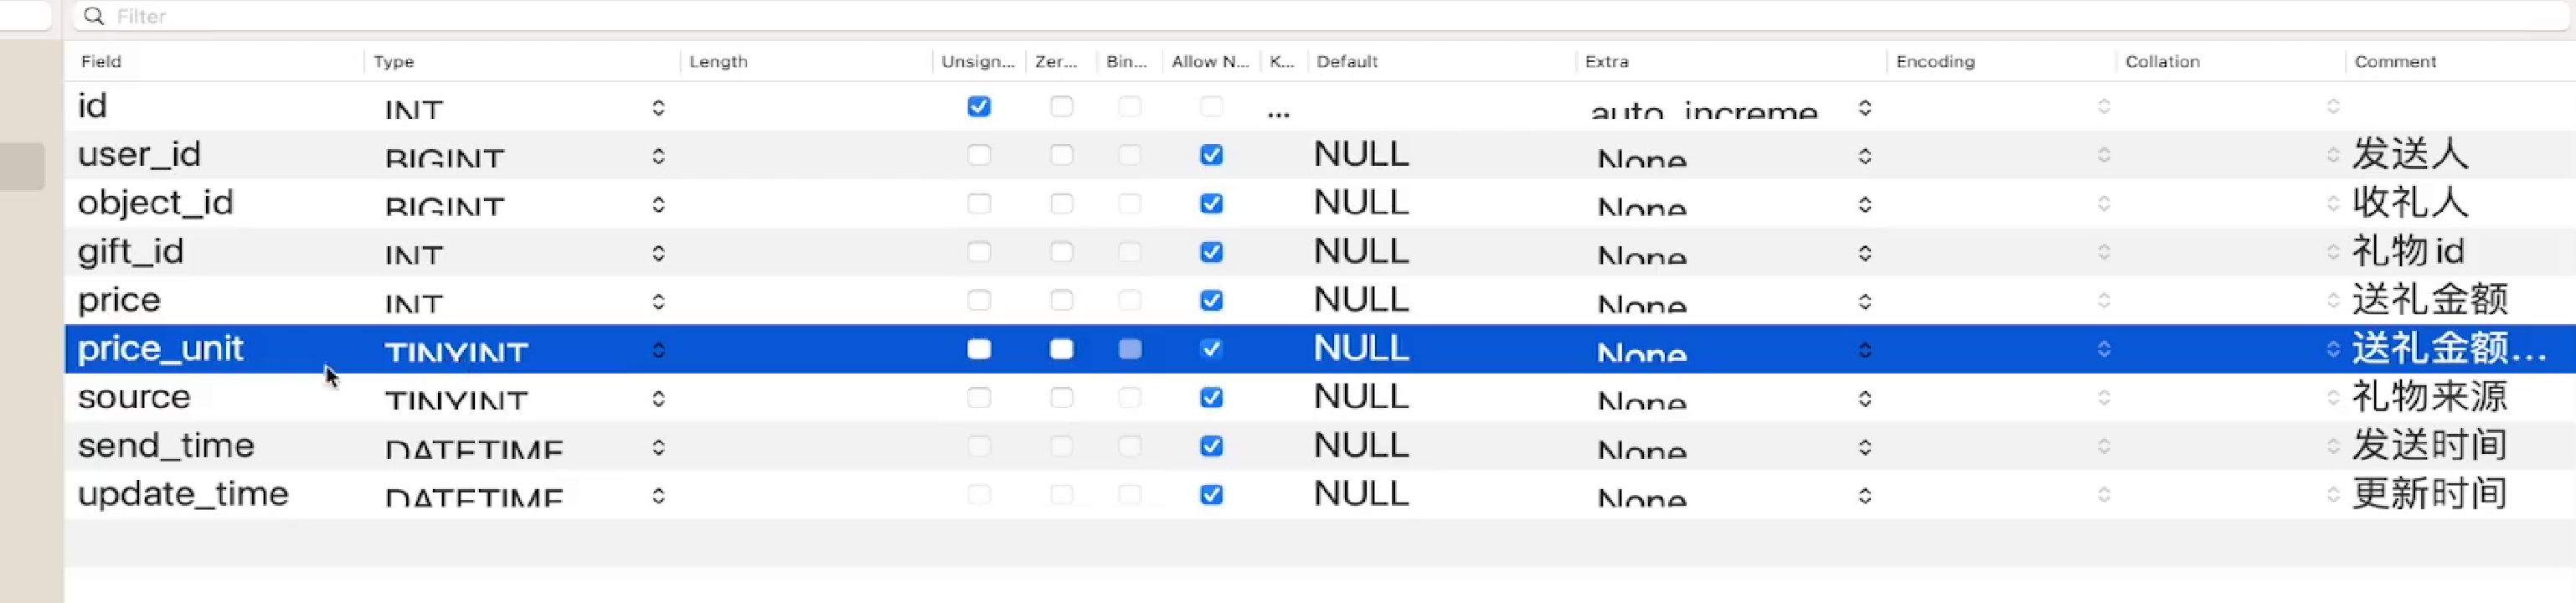 Filter
Field Type Length Unsign... Zer... Bin... Allow N... K... Default Extra Encoding Collation Comment
id INT ... auto_increme
user_id BIGINT NULL None 发送人
object_id BIGINT NULL None 收礼人
gift_id INT NULL None 礼物id
price INT NULL None 送礼金额
price_unit TINYINT NULL None 送礼金额...
source TINYINT NULL None 礼物来源
send_time DATETIME NULL None 发送时间
update_time DATETIME NULL None 更新时间